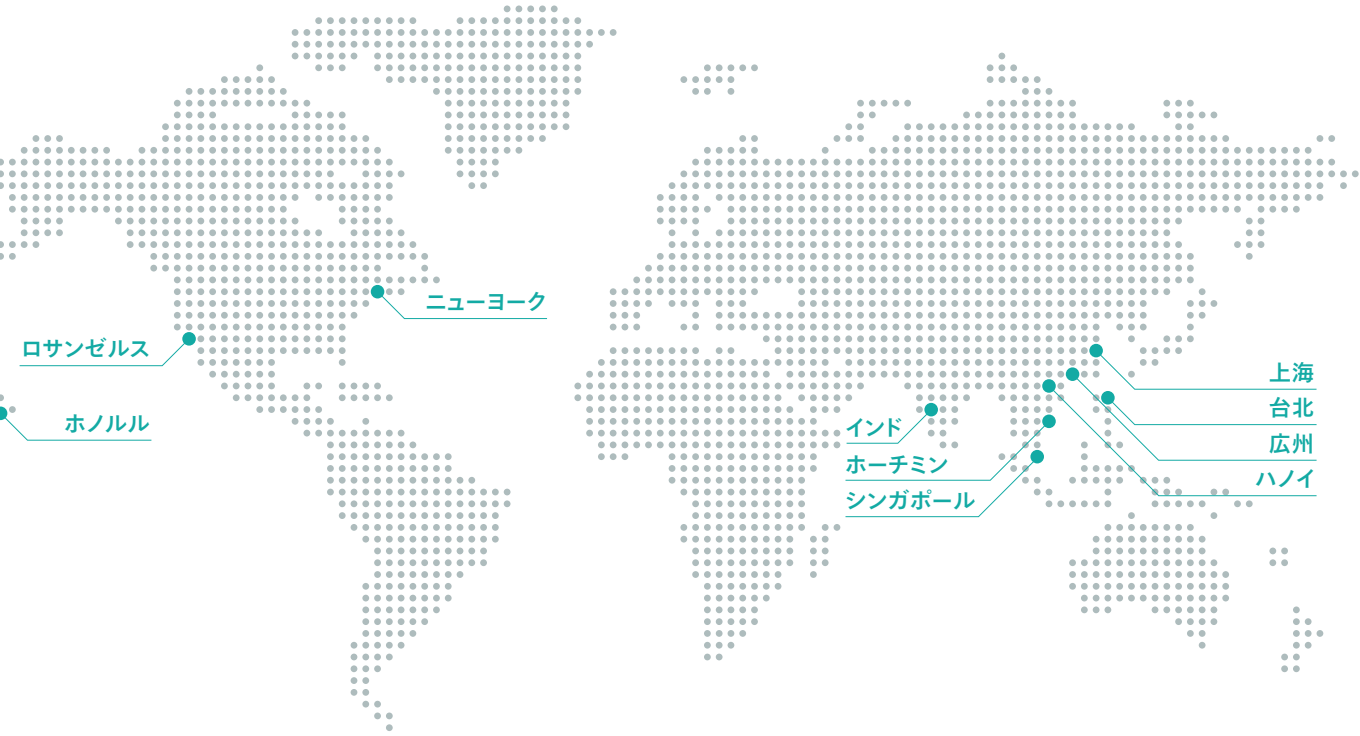 ニューヨーク
ロサンゼルス
ホノルル
上海
台北
広州
ハノイ
インド
ホーチミン
シンガポール